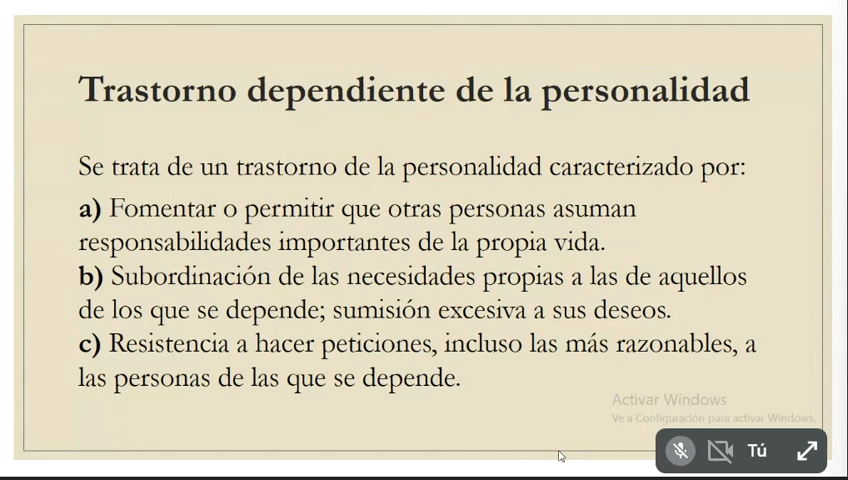 Trastorno dependiente de la personalidad
Se trata de un trastorno de la personalidad caracterizado por:
a) Fomentar o permitir que otras personas asuman
responsabilidades importantes de la propia vida.
b) Subordinación de las necesidades propias a las de aquellos
de los que se depende; sumisión excesiva a sus deseos.
c) Resistencia a hacer peticiones, incluso las más razonables, a
las personas de las que se depende.
Activar Windows
Ve a Configuración para activar Windows.
Tú